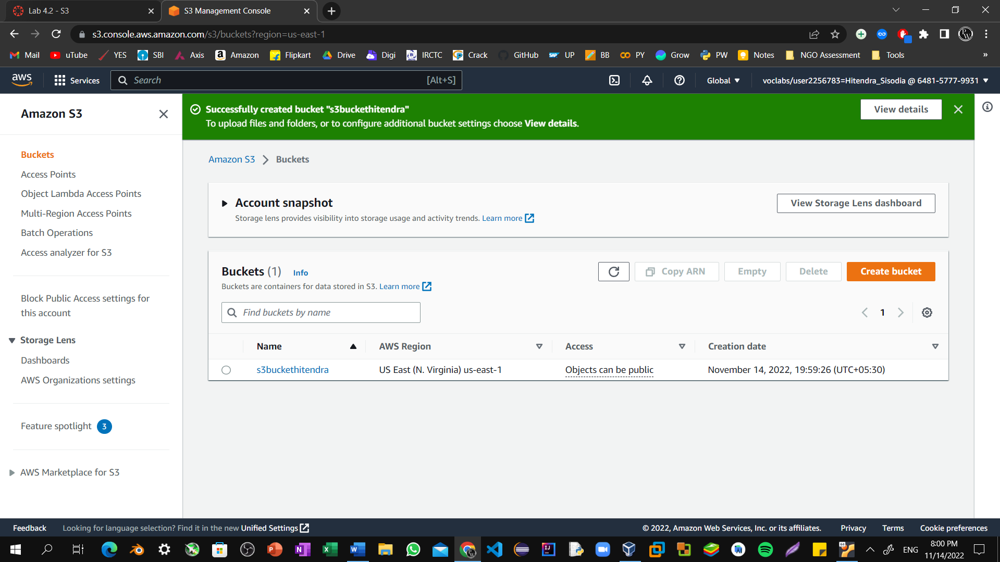 Lab 4.2 - S3
S3 Management Console
s3.console.aws.amazon.com/s3/buckets?region=us-east-1
Mail
uTube
YES
SBI
Axis
Amazon
Flipkart
Drive
Digi
IRCTC
Crack
GitHub
UP
BB
PY
Grow
PW
Notes
NGO Assessment
Tools
»
aws
Services
Search
[Alt+S]
Global
voclabs/user2256783=Hitendra_Sisodia @ 6481-5777-9931
Amazon S3
Buckets
Access Points
Object Lambda Access Points
Multi-Region Access Points
Batch Operations
Access analyzer for S3
Block Public Access settings for
this account
Storage Lens
Dashboards
AWS Organizations settings
Feature spotlight 3
AWS Marketplace for S3
Successfully created bucket "s3buckethitendra"
To upload files and folders, or to configure additional bucket settings choose View details.
View details
Amazon S3 > Buckets
Account snapshot
Storage lens provides visibility into storage usage and activity trends. Learn more
View Storage Lens dashboard
Buckets (1) Info
Buckets are containers for data stored in S3. Learn more
Copy ARN
Empty
Delete
Create bucket
Find buckets by name
1
Name
AWS Region
Access
Creation date
s3buckethitendra
US East (N. Virginia) us-east-1
Objects can be public
November 14, 2022, 19:59:26 (UTC+05:30)
Feedback
Looking for language selection? Find it in the new Unified Settings
© 2022, Amazon Web Services, Inc. or its affiliates.
Privacy
Terms
Cookie preferences
ENG
8:00 PM
11/14/2022